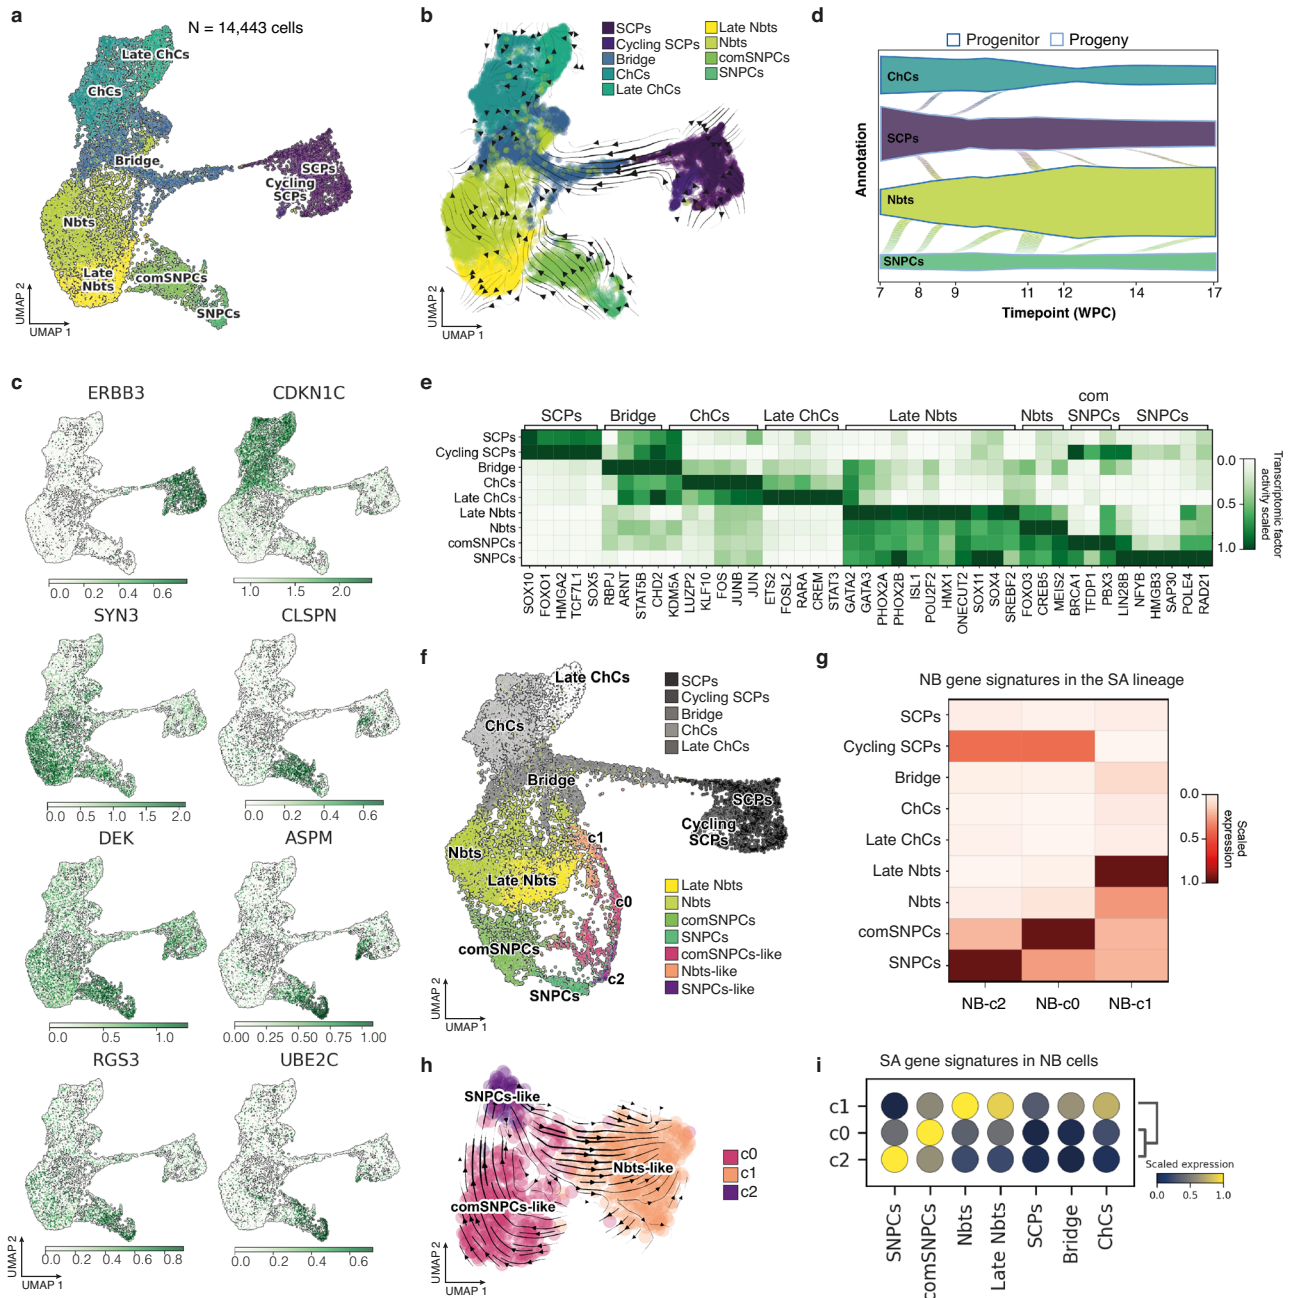 a
N = 14,443 cells
Late ChCs
ChCs
Bridge
SCPs
Cycling
SCPs
Nbts
Late
Nbts
comSNPCs
SNPCs
UMAP 2
UMAP 1
b
SCPs
Cycling SCPs
Bridge
ChCs
Late ChCs
Late Nbts
Nbts
comSNPCs
SNPCs
UMAP 2
UMAP 1
d
Progenitor
Progeny
Annotation
ChCs
SCPs
Nbts
SNPCs
7 8 9 11 12 14 17
Timepoint (WPC)
c
ERBB3
0.0 0.2 0.4 0.6
CDKN1C
1.0 1.5 2.0
SYN3
0.0 0.5 1.0 1.5 2.0
CLSPN
0.0 0.2 0.4 0.6
DEK
0.0 0.5 1.0
ASPM
0.00 0.25 0.50 0.75 1.00
RGS3
0.0 0.2 0.4 0.6 0.8
UBE2C
0.0 0.2 0.4 0.6
UMAP 2
UMAP 1
e
SCPs Bridge ChCs Late ChCs Late Nbts Nbts com SNPCs SNPCs
SCPs
Cycling SCPs
Bridge
ChCs
Late ChCs
Late Nbts
Nbts
comSNPCs
SNPCs
SOX10 FOXO1 HMGA2 TCF7L1 SOX5 RBPJ ARNT STAT5B CHD2 KDM5A LUZP2 KLF10 FOS JUNB JUN ETS2 FOSL2 RARA CREM STAT3 GATA2 GATA3 PHOX2A PHOX2B ISL1 POU2F2 HMX1 ONECUT2 SOX11 SOX4 SREBF2 FOXO3 CREB5 MEIS2 BRCA1 TFDP1 PBX3 LIN28B NFYB HMGB3 SAP30 POLE4 RAD21
0.0
0.5
1.0
Transcriptomic factor
activity scaled
f
Late ChCs
ChCs
Bridge
SCPs
Cycling
SCPs
Nbts
Late Nbts
comSNPCs
SNPCs
c1
c0
c2
SCPs
Cycling SCPs
Bridge
ChCs
Late ChCs
Late Nbts
Nbts
comSNPCs
SNPCs
comSNPCs-like
Nbts-like
SNPCs-like
UMAP 2
UMAP 1
g
NB gene signatures in the SA lineage
SCPs
Cycling SCPs
Bridge
ChCs
Late ChCs
Late Nbts
Nbts
comSNPCs
SNPCs
NB-c2 NB-c0 NB-c1
0.0
0.5
1.0
Scaled
expression
h
SNPCs-like
Nbts-like
comSNPCs-like
c0
c1
c2
UMAP 2
UMAP 1
i
SA gene signatures in NB cells
c1
c0
c2
SNPCs comSNPCs Nbts Late Nbts SCPs Bridge ChCs
Scaled expression
0.0 0.5 1.0